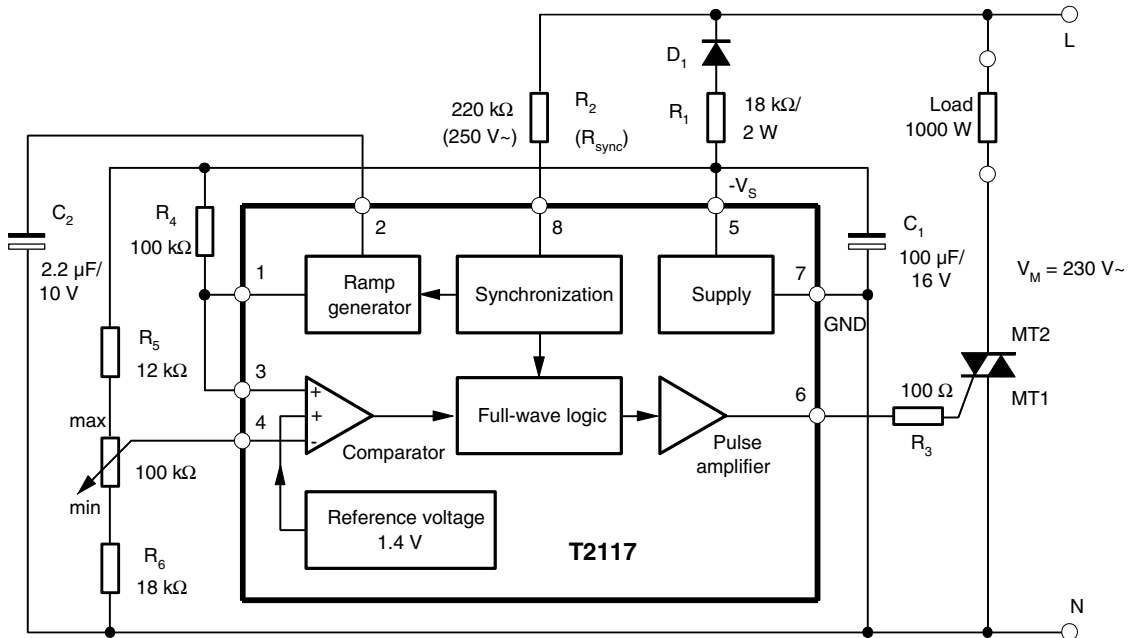 L
D₁
220 kΩ
(250 V~)
R₂
(R_sync)
R₁
18 kΩ/
2 W
Load
1000 W
-V_S
C₂
2.2 μF/
10 V
R₄
100 kΩ
2
8
5
C₁
100 μF/
16 V
V_M = 230 V~
1
Ramp
generator
Synchronization
Supply
7
GND
R₅
12 kΩ
MT2
MT1
3
4
+
+
-
Comparator
Full-wave logic
Pulse
amplifier
6
100 Ω
R₃
max
100 kΩ
min
Reference voltage
1.4 V
T2117
R₆
18 kΩ
N